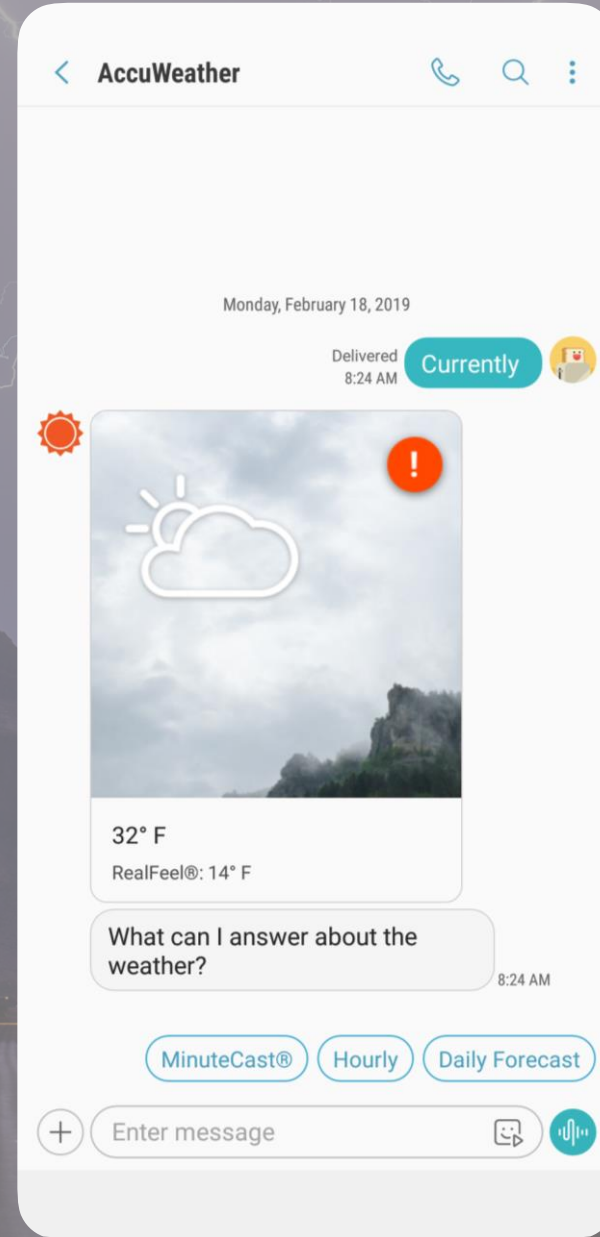 AccuWeather
Monday, February 18, 2019
Delivered
8:24 AM
Currently
!
32° F
RealFeel®: 14° F
What can I answer about the
weather?
8:24 AM
MinuteCast®
Hourly
Daily Forecast
Enter message